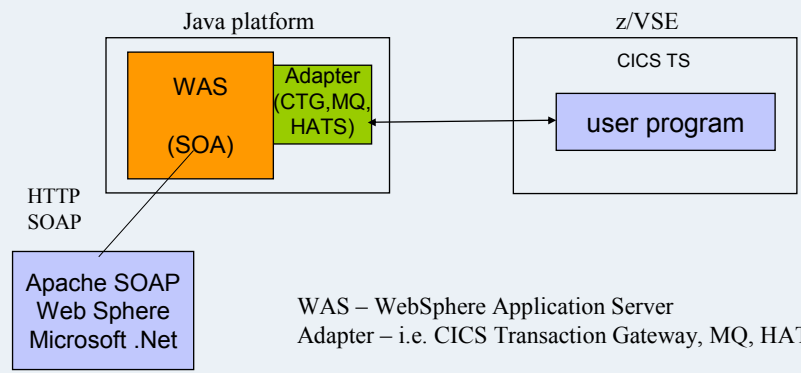 Java platform
z/VSE
WAS
(SOA)
Adapter
(CTG,MQ,
HATS)
CICS TS
user program
HTTP
SOAP
Apache SOAP
Web Sphere
Microsoft .Net
WAS – WebSphere Application Server
Adapter – i.e. CICS Transaction Gateway, MQ, HAT